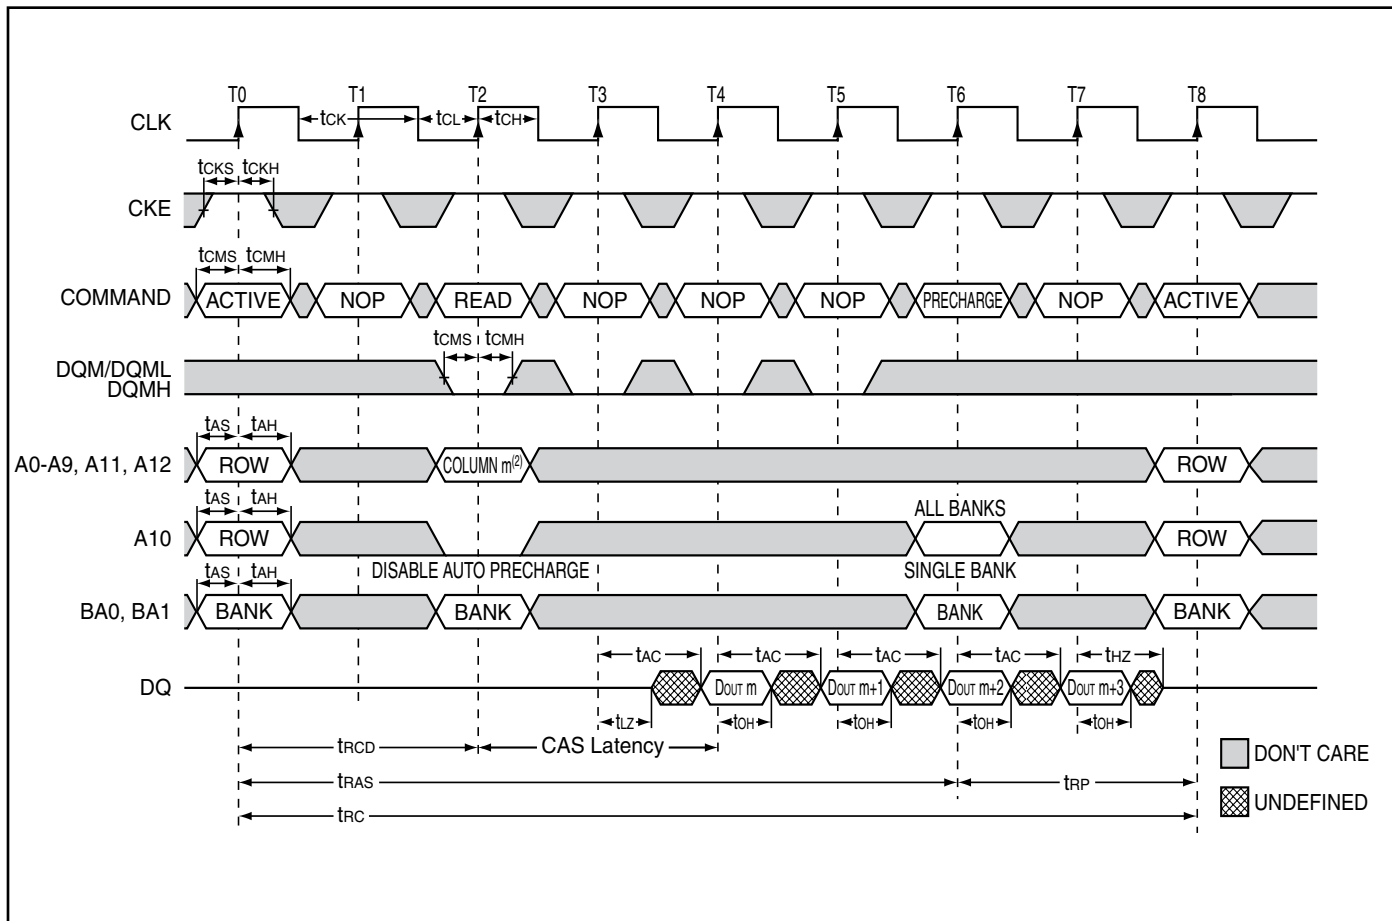 T0 T1 T2 T3 T4 T5 T6 T7 T8
CLK tCK tCL tCH
tCKS tCKH
CKE
tCMS tCMH
COMMAND ACTIVE NOP READ NOP NOP NOP PRECHARGE NOP ACTIVE
tCMS tCMH
DQM/DQML
DQMH
tAS tAH
A0-A9, A11, A12 ROW COLUMN m(2) ROW
tAS tAH ALL BANKS
A10 ROW ROW
tAS tAH DISABLE AUTO PRECHARGE SINGLE BANK
BA0, BA1 BANK BANK BANK BANK
tAC tAC tAC tAC tHZ
DQ DOUT m DOUT m+1 DOUT m+2 DOUT m+3
tLZ tOH tOH tOH tOH
tRCD CAS Latency
DON'T CARE
tRAS tRP
UNDEFINED
tRC